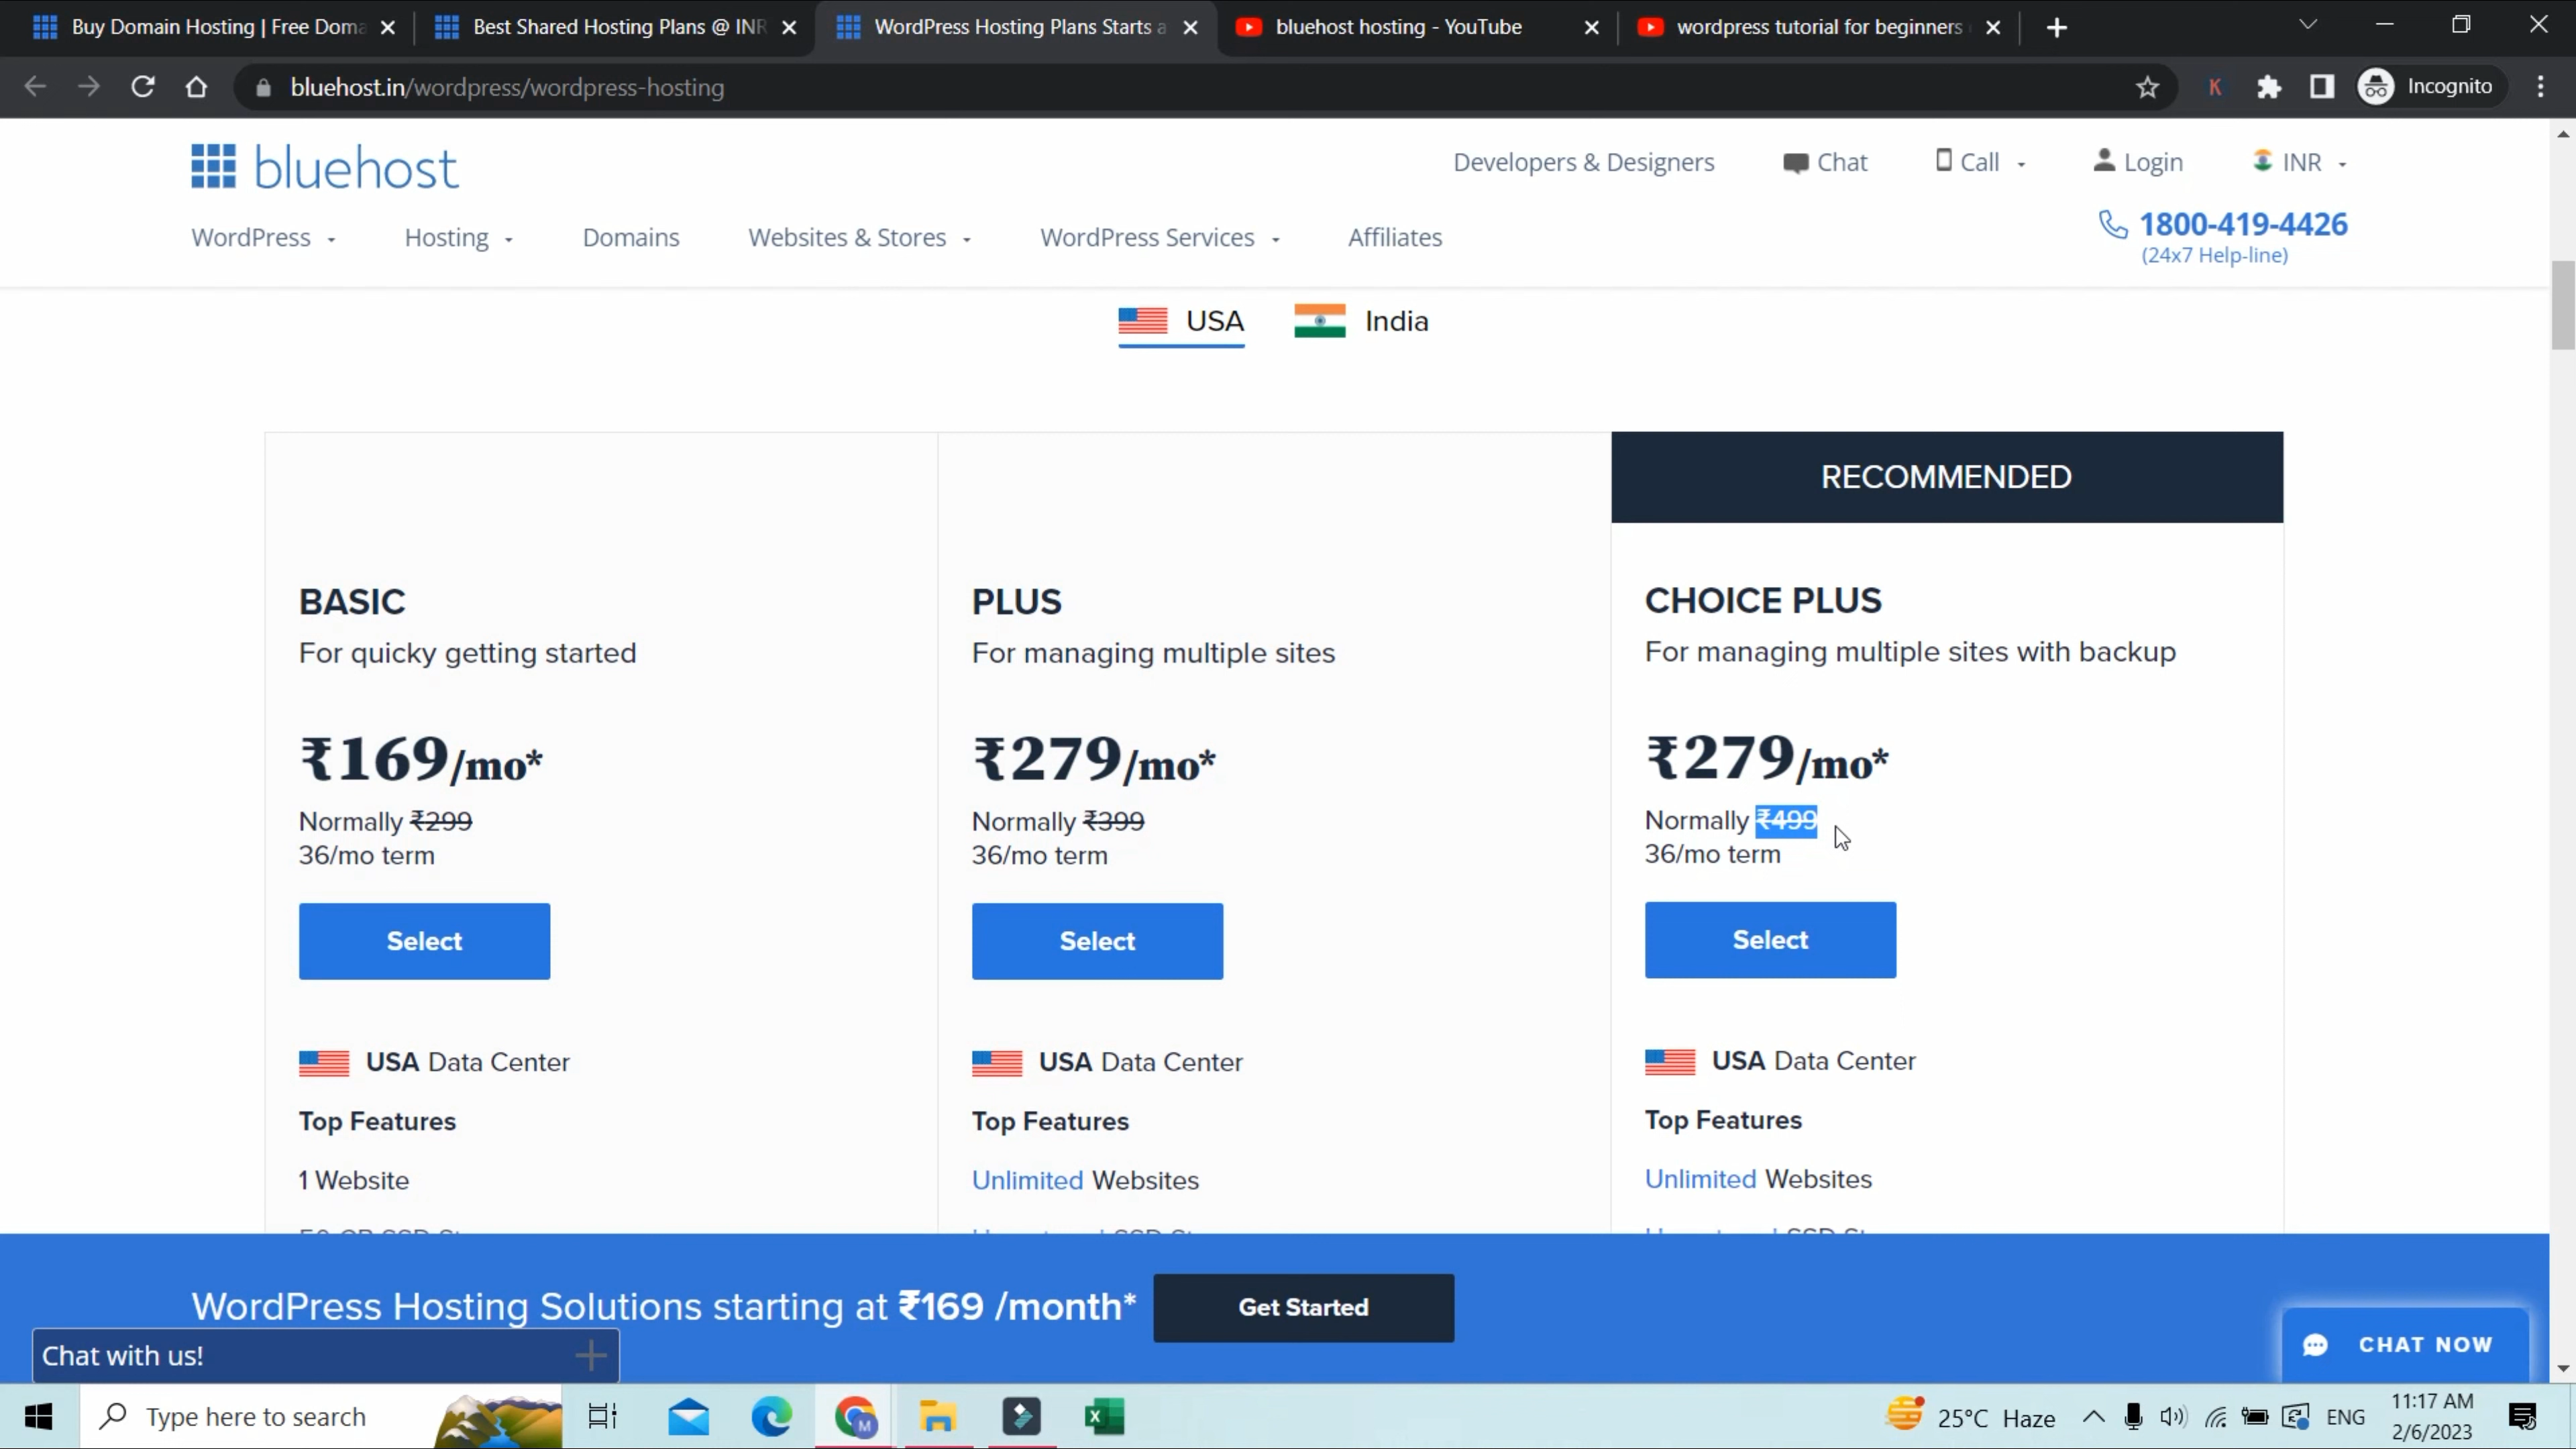 Buy Domain Hosting | Free Doma
Best Shared Hosting Plans @ INR
WordPress Hosting Plans Starts a
bluehost hosting - YouTube
wordpress tutorial for beginners
bluehost.in/wordpress/wordpress-hosting
K
Incognito
bluehost
Developers & Designers
Chat
Call
Login
INR
WordPress
Hosting
Domains
Websites & Stores
WordPress Services
Affiliates
1800-419-4426
(24x7 Help-line)
USA
India
RECOMMENDED
BASIC
For quicky getting started
₹169/mo*
Normally ₹299
36/mo term
Select
USA Data Center
Top Features
1 Website
PLUS
For managing multiple sites
₹279/mo*
Normally ₹399
36/mo term
Select
USA Data Center
Top Features
Unlimited Websites
CHOICE PLUS
For managing multiple sites with backup
₹279/mo*
Normally ₹499
36/mo term
Select
USA Data Center
Top Features
Unlimited Websites
WordPress Hosting Solutions starting at ₹169 /month*
Get Started
Chat with us!
CHAT NOW
Type here to search
M
25°C Haze
ENG
11:17 AM
2/6/2023